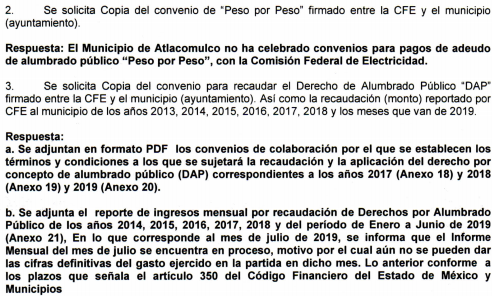 2. Se solicita Copia del convenio de “Peso por Peso” firmado entre la CFE y el municipio
(ayuntamiento).
Respuesta: El Municipio de Atlacomulco no ha celebrado convenios para pagos de adeudo
de alumbrado público “Peso por Peso”, con la Comisión Federal de Electricidad.
3. Se solicita Copia del convenio para recaudar el Derecho de Alumbrado Público “DAP”
firmado entre la CFE y el municipio (ayuntamiento). Así como la recaudación (monto) reportado por
CFE al municipio de los años 2013, 2014, 2015, 2016, 2017, 2018 y los meses que van de 2019.
Respuesta:
a. Se adjuntan en formato PDF los convenios de colaboración por el que se establecen los
términos y condiciones a los que se sujetará la recaudación y la aplicación del derecho por
concepto de alumbrado público (DAP) correspondientes a los años 2017 (Anexo 18) y 2018
(Anexo 19) y 2019 (Anexo 20).
b. Se adjunta el reporte de ingresos mensual por recaudación de Derechos por Alumbrado
Público de los años 2014, 2015, 2016, 2017, 2018 y del período de Enero a Junio de 2019
(Anexo 21), En lo que corresponde al mes de julio de 2019, se informa que el Informe
Mensual del mes de julio se encuentra en proceso, motivo por el cual aún no se pueden dar
las cifras definitivas del gasto ejercido en la partida en dicho mes. Lo anterior conforme a
los plazos que señala el artículo 350 del Código Financiero del Estado de México y
Municipios